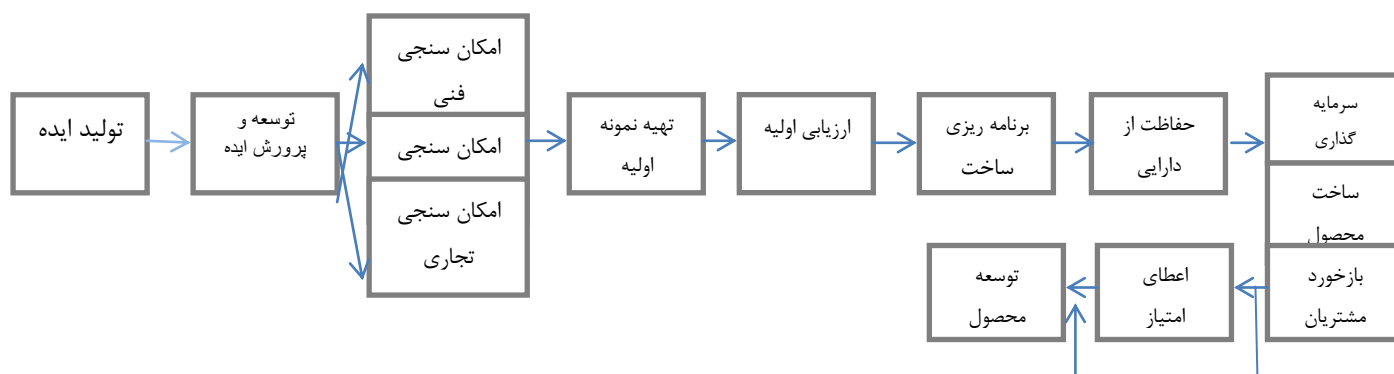 تولید ایده
توسعه و
پرورش ایده
امکان سنجی
فنی
امکان سنجی
امکان سنجی
تجاری
تهیه نمونه
اولیه
ارزیابی اولیه
برنامه ریزی
ساخت
حفاظت از
دارایی
سرمایه
گذاری
ساخت
محصول
بازخورد
مشتریان
اعطای
امتیاز
توسعه
محصول